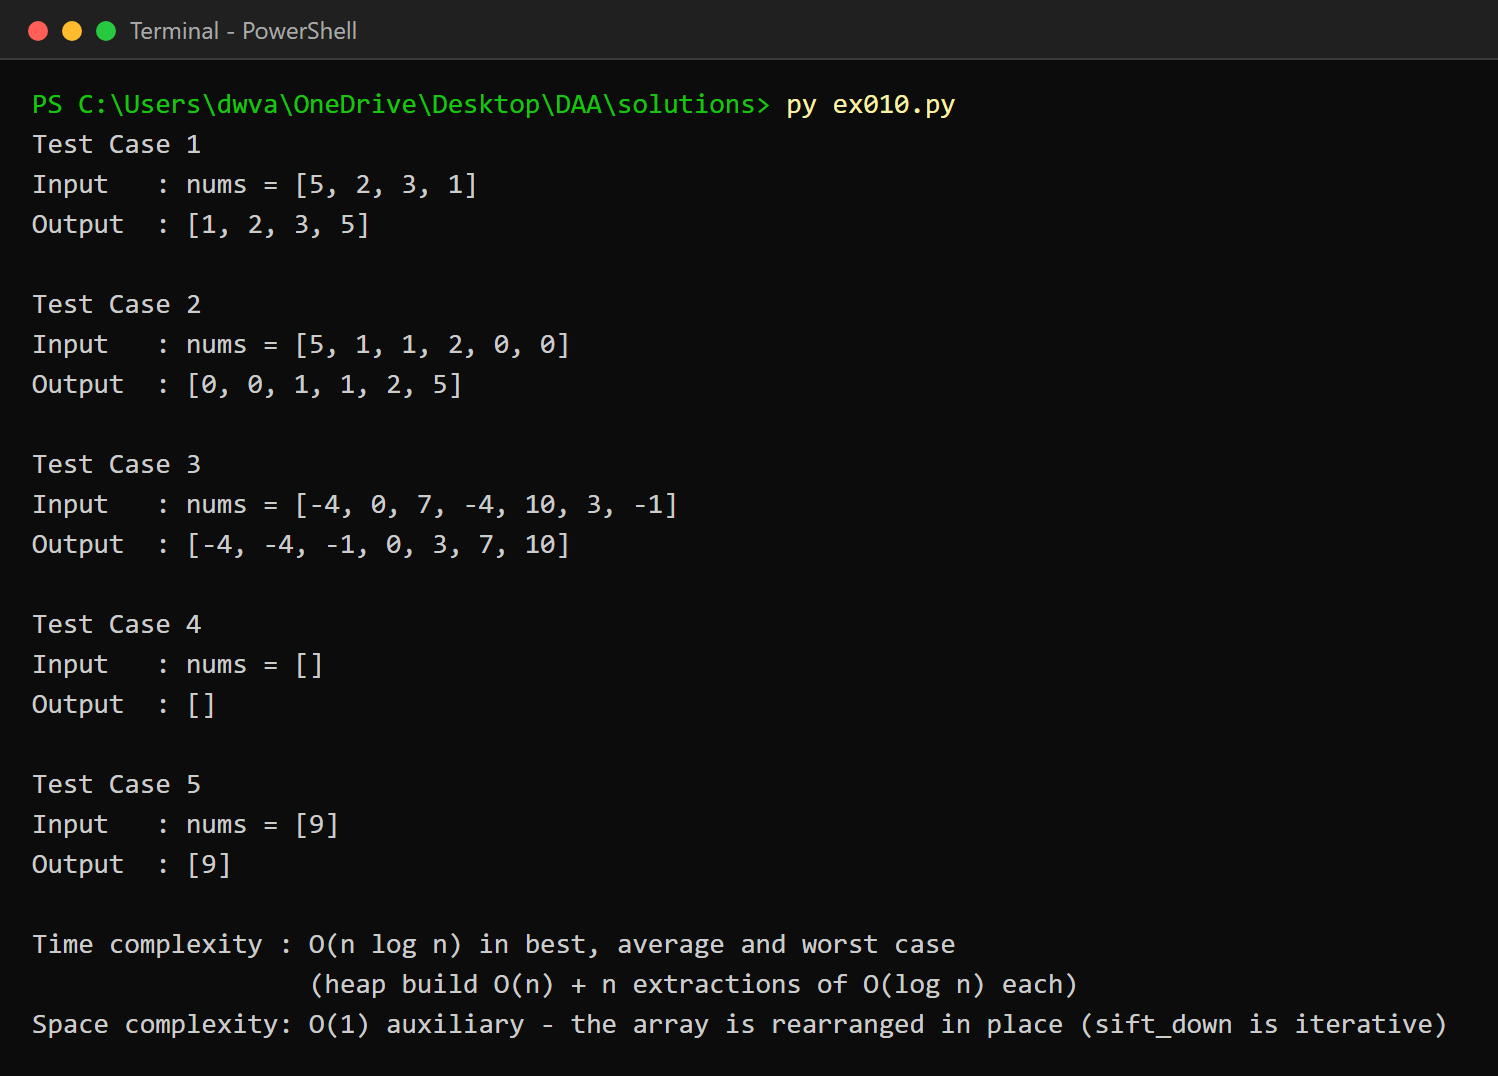 Terminal - PowerShell
PS C:\Users\dwva\OneDrive\Desktop\DAA\solutions> py ex010.py
Test Case 1
Input   : nums = [5, 2, 3, 1]
Output  : [1, 2, 3, 5]
Test Case 2
Input   : nums = [5, 1, 1, 2, 0, 0]
Output  : [0, 0, 1, 1, 2, 5]
Test Case 3
Input   : nums = [-4, 0, 7, -4, 10, 3, -1]
Output  : [-4, -4, -1, 0, 3, 7, 10]
Test Case 4
Input   : nums = []
Output  : []
Test Case 5
Input   : nums = [9]
Output  : [9]
Time complexity : O(n log n) in best, average and worst case
                  (heap build O(n) + n extractions of O(log n) each)
Space complexity: O(1) auxiliary - the array is rearranged in place (sift_down is iterative)